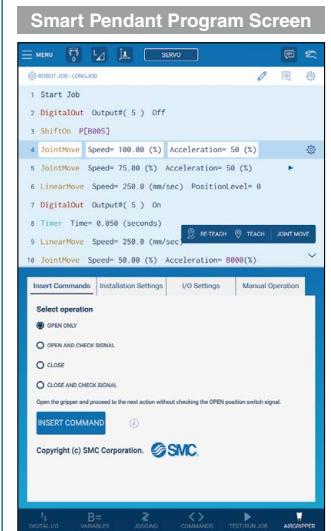 Smart Pendant Program Screen
MENU SERVO
ROBOT JOB - LONGJOB
1 Start Job
2 DigitalOut Output#( 5 ) Off
3 ShiftOn P[B005]
4 JointMove Speed= 100.00 (%) Acceleration= 50 (%)
5 JointMove Speed= 75.00 (%) Acceleration= 50 (%)
6 LinearMove Speed= 250.0 (mm/sec) PositionLevel= 0
7 DigitalOut Output#( 5 ) On
8 Timer Time= 0.050 (seconds)
RE-TEACH TEACH JOINT MOVE
9 LinearMove Speed= 250.0 (mm/sec)
10 JointMove Speed= 50.00 (%) Acceleration= B000(%)
Insert Commands Installation Settings I/O Settings Manual Operation
Select operation
OPEN ONLY
OPEN AND CHECK SIGNAL
CLOSE
CLOSE AND CHECK SIGNAL
Open the gripper and proceed to the next action without checking the OPEN position switch signal.
INSERT COMMAND
Copyright (c) SMC Corporation. SMC.
DIGITAL I/O VARIABLES JOGGING COMMANDS TEST/RUN JOB AIRGRIPPER